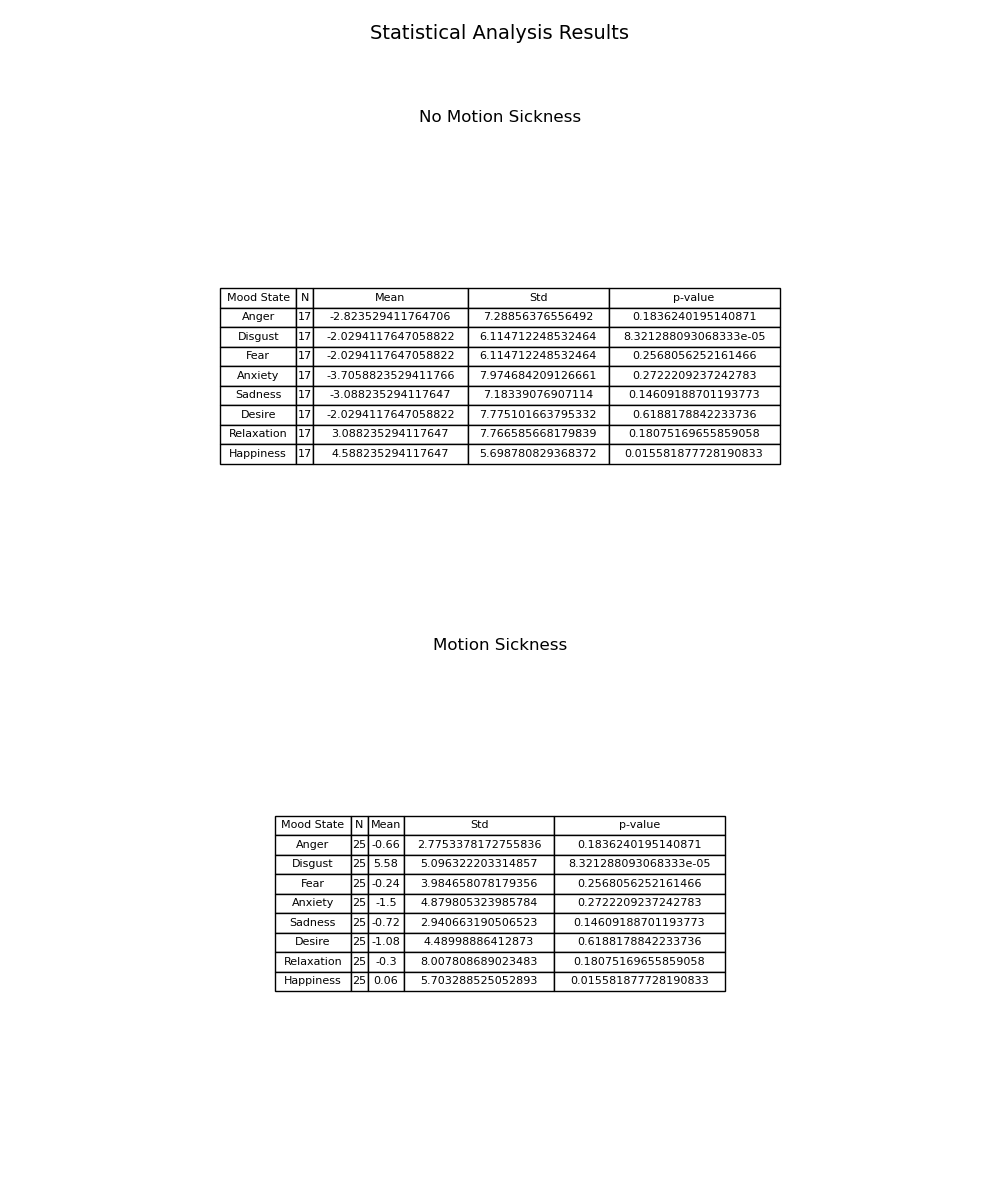 Statistical Analysis Results
No Motion Sickness
Mood State N Mean Std p-value
Anger 17 -2.823529411764706 7.28856376556492 0.1836240195140871
Disgust 17 -2.0294117647058822 6.114712248532464 8.321288093068333e-05
Fear 17 -2.0294117647058822 6.114712248532464 0.2568056252161466
Anxiety 17 -3.7058823529411766 7.974684209126661 0.2722209237242783
Sadness 17 -3.088235294117647 7.18339076907114 0.14609188701193773
Desire 17 -2.0294117647058822 7.775101663795332 0.6188178842233736
Relaxation 17 3.088235294117647 7.766585668179839 0.18075169655859058
Happiness 17 4.588235294117647 5.698780829368372 0.015581877728190833
Motion Sickness
Mood State N Mean Std p-value
Anger 25 -0.66 2.7753378172755836 0.1836240195140871
Disgust 25 5.58 5.096322203314857 8.321288093068333e-05
Fear 25 -0.24 3.984658078179356 0.2568056252161466
Anxiety 25 -1.5 4.879805323985784 0.2722209237242783
Sadness 25 -0.72 2.940663190506523 0.14609188701193773
Desire 25 -1.08 4.48998886412873 0.6188178842233736
Relaxation 25 -0.3 8.007808689023483 0.18075169655859058
Happiness 25 0.06 5.703288525052893 0.015581877728190833